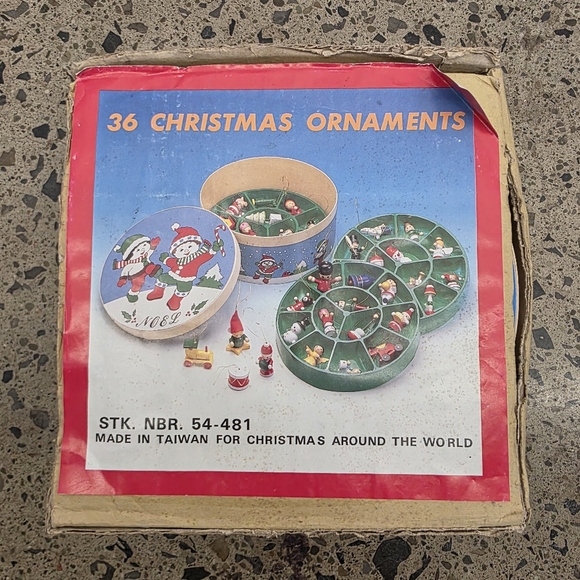 36 CHRISTMAS ORNAMENTS
NOEL
STK. NBR. 54-481
MADE IN TAIWAN FOR CHRISTMAS AROUND THE WORLD